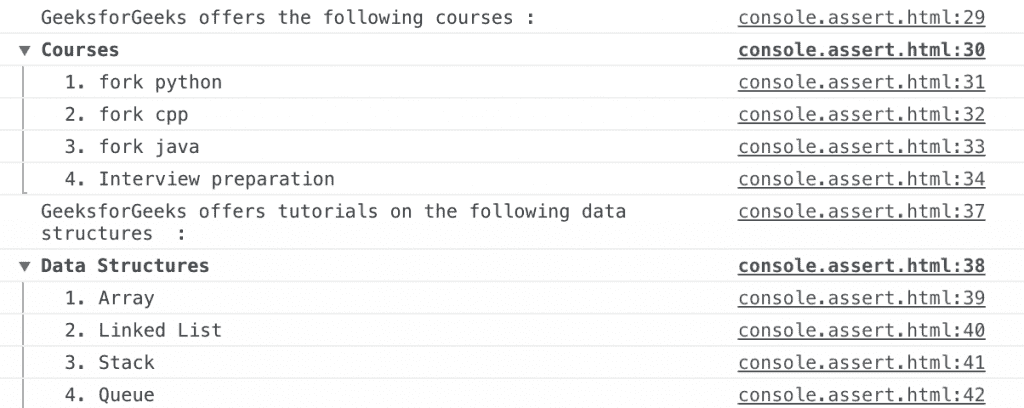 GeeksforGeeks offers the following courses : console.assert.html:29
▼ Courses console.assert.html:30
1. fork python console.assert.html:31
2. fork cpp console.assert.html:32
3. fork java console.assert.html:33
4. Interview preparation console.assert.html:34
GeeksforGeeks offers tutorials on the following data console.assert.html:37
structures  :
▼ Data Structures console.assert.html:38
1. Array console.assert.html:39
2. Linked List console.assert.html:40
3. Stack console.assert.html:41
4. Queue console.assert.html:42